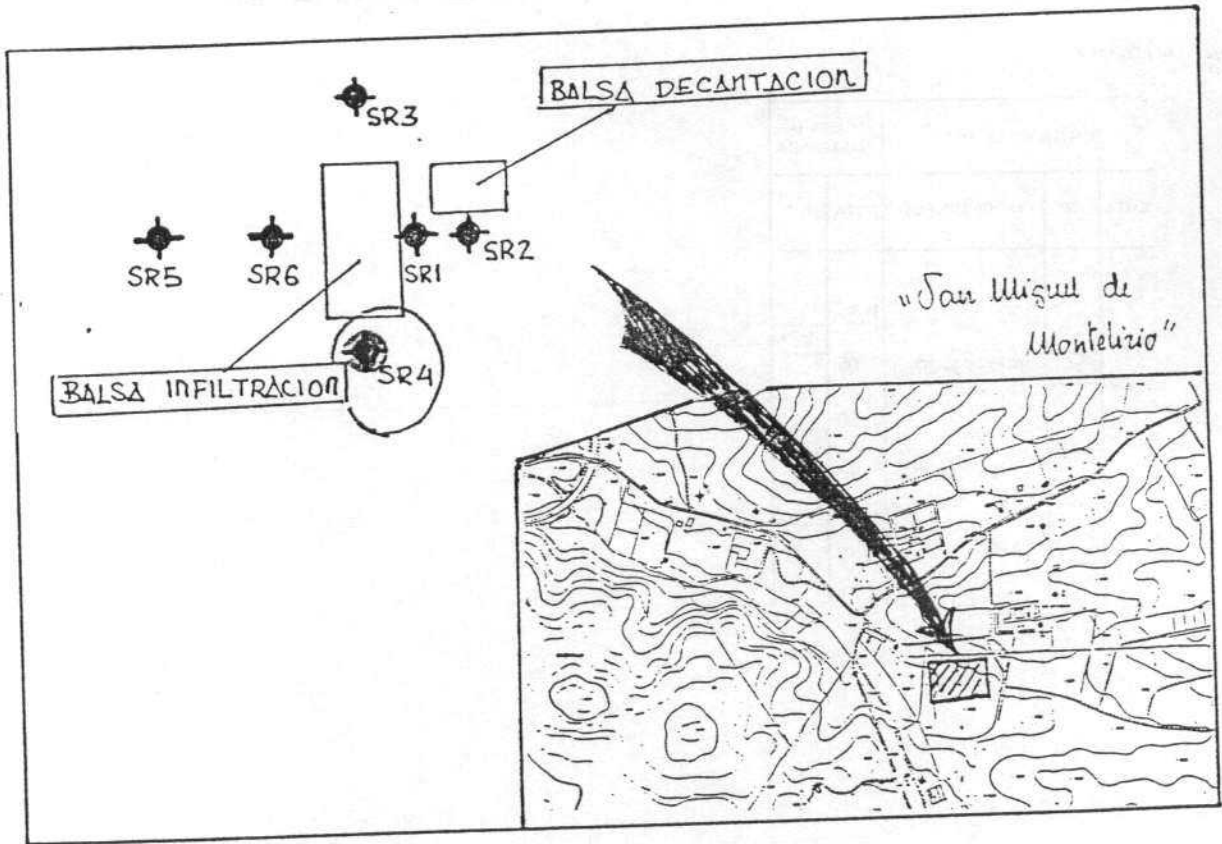 BALSA DECANTACION
SR3
SR5
SR6
SR1
SR2
"San Miguel de
Montelirio"
SR4
BALSA INFILTRACION